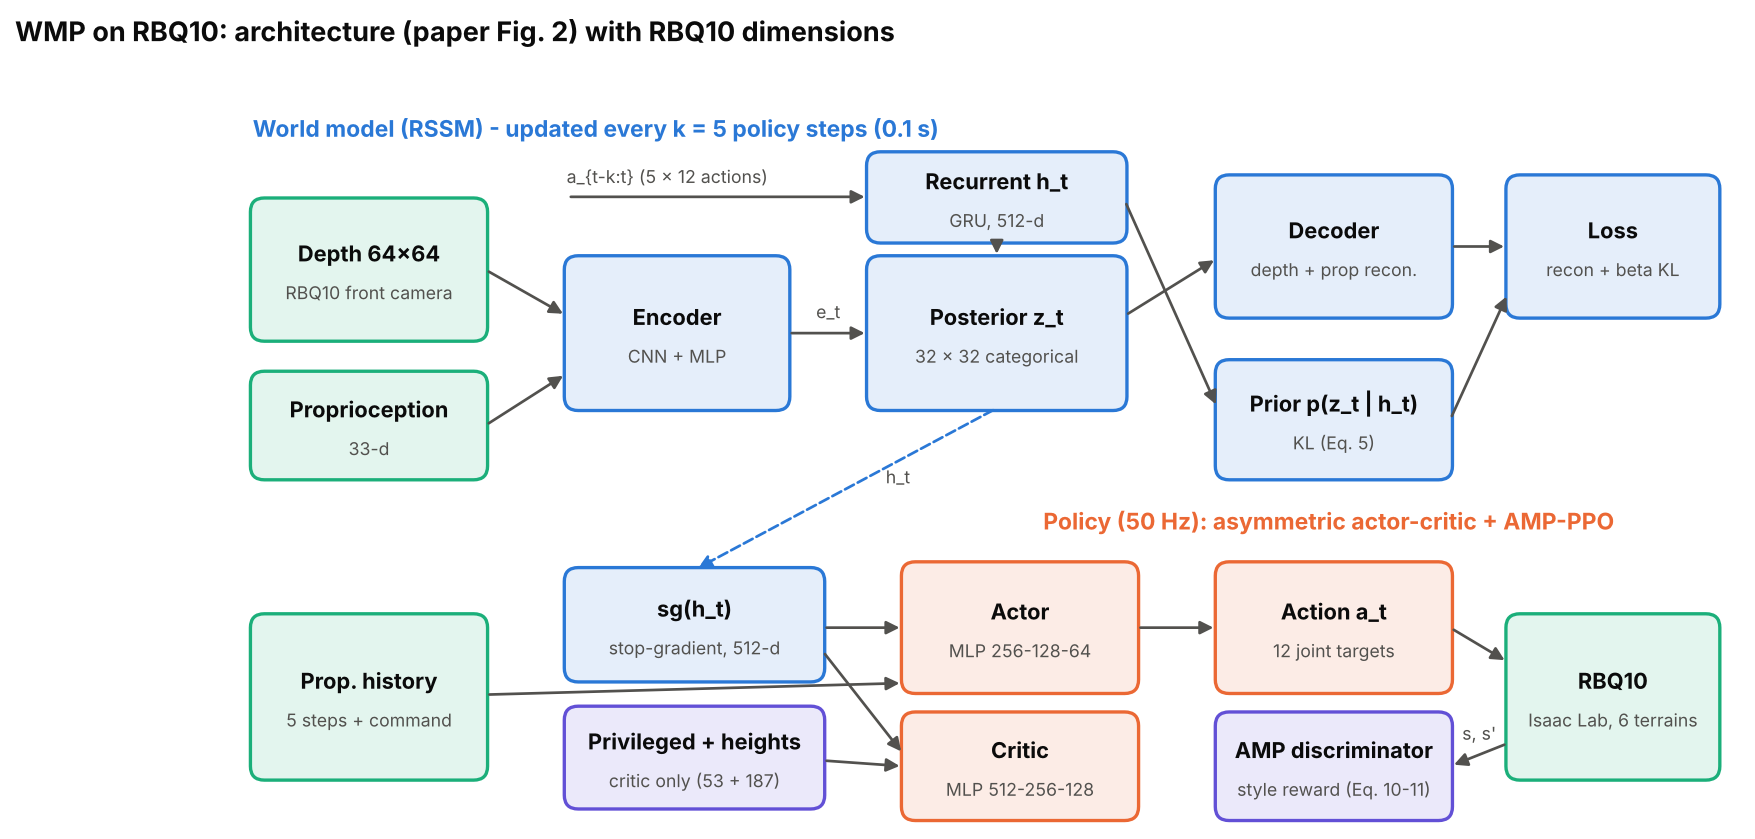 WMP on RBQ10: architecture (paper Fig. 2) with RBQ10 dimensions
World model (RSSM) - updated every k = 5 policy steps (0.1 s)
a_{t-k:t} (5 × 12 actions)
Recurrent h_t
GRU, 512-d
Depth 64×64
RBQ10 front camera
Proprioception
33-d
Encoder
CNN + MLP
e_t
Posterior z_t
32 × 32 categorical
Decoder
depth + prop recon.
Loss
recon + beta KL
Prior p(z_t | h_t)
KL (Eq. 5)
h_t
Policy (50 Hz): asymmetric actor-critic + AMP-PPO
sg(h_t)
stop-gradient, 512-d
Actor
MLP 256-128-64
Action a_t
12 joint targets
Prop. history
5 steps + command
RBQ10
Isaac Lab, 6 terrains
Privileged + heights
critic only (53 + 187)
Critic
MLP 512-256-128
AMP discriminator
style reward (Eq. 10-11)
s, s'